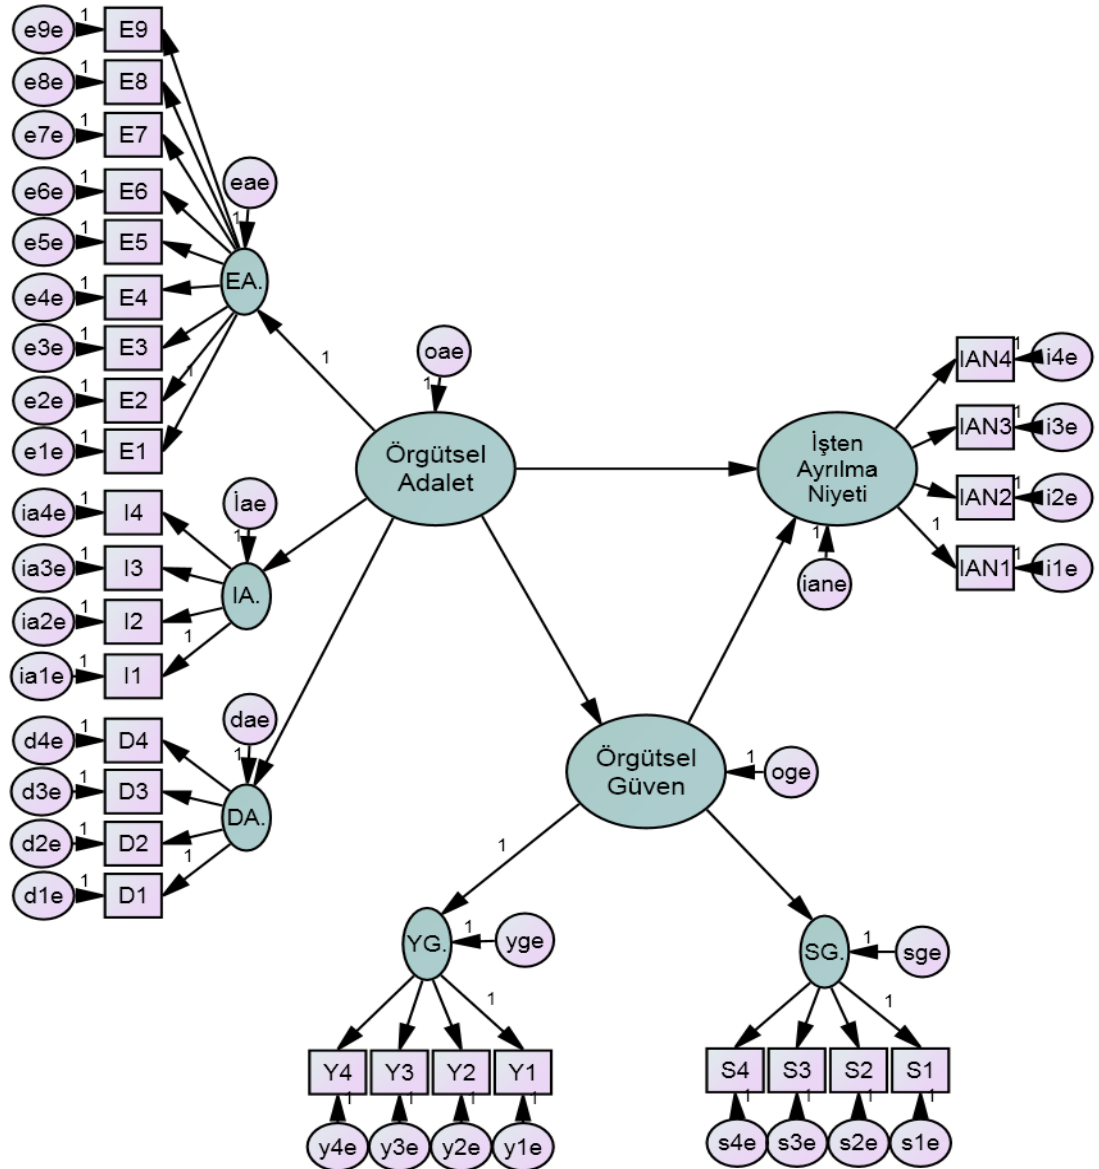 e9e 1 E9
e8e 1 E8
e7e 1 E7
e6e 1 E6
e5e 1 E5
e4e 1 E4
e3e 1 E3
e2e 1 E2
e1e 1 E1
eae
1
EA.
1
1
oae
1
Örgütsel
Adalet
ia4e 1 I4
ia3e 1 I3
ia2e 1 I2
ia1e 1 I1
İae
1
IA.
1
d4e 1 D4
d3e 1 D3
d2e 1 D2
d1e 1 D1
dae
1
DA.
1
İşten
Ayrılma
Niyeti
1
iane
IAN4 1 i4e
IAN3 1 i3e
IAN2 1 i2e
1
IAN1 1 i1e
Örgütsel
Güven
1 oge
1
YG. 1 yge
1
Y4 Y3 Y2 Y1
1 1 1 1
y4e y3e y2e y1e
SG. 1 sge
1
S4 S3 S2 S1
1 1 1 1
s4e s3e s2e s1e